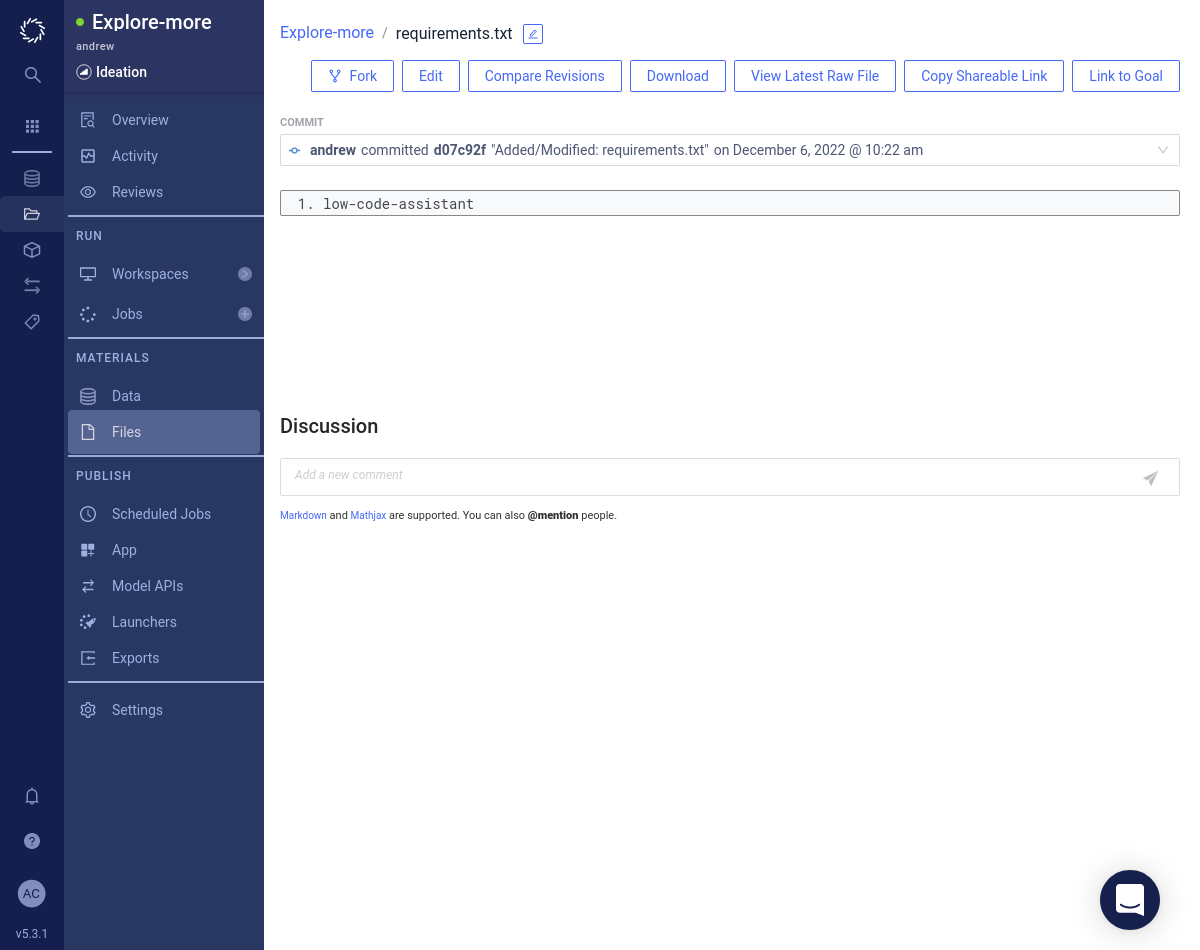 Explore-more
andrew
Ideation
Overview
Activity
Reviews
RUN
Workspaces
Jobs
MATERIALS
Data
Files
PUBLISH
Scheduled Jobs
App
Model APIs
Launchers
Exports
Settings
?
AC
v5.3.1
Explore-more / requirements.txt
Fork Edit Compare Revisions Download View Latest Raw File Copy Shareable Link Link to Goal
COMMIT
andrew committed d07c92f "Added/Modified: requirements.txt" on December 6, 2022 @ 10:22 am
1. low-code-assistant
Discussion
Add a new comment
Markdown and Mathjax are supported. You can also @mention people.